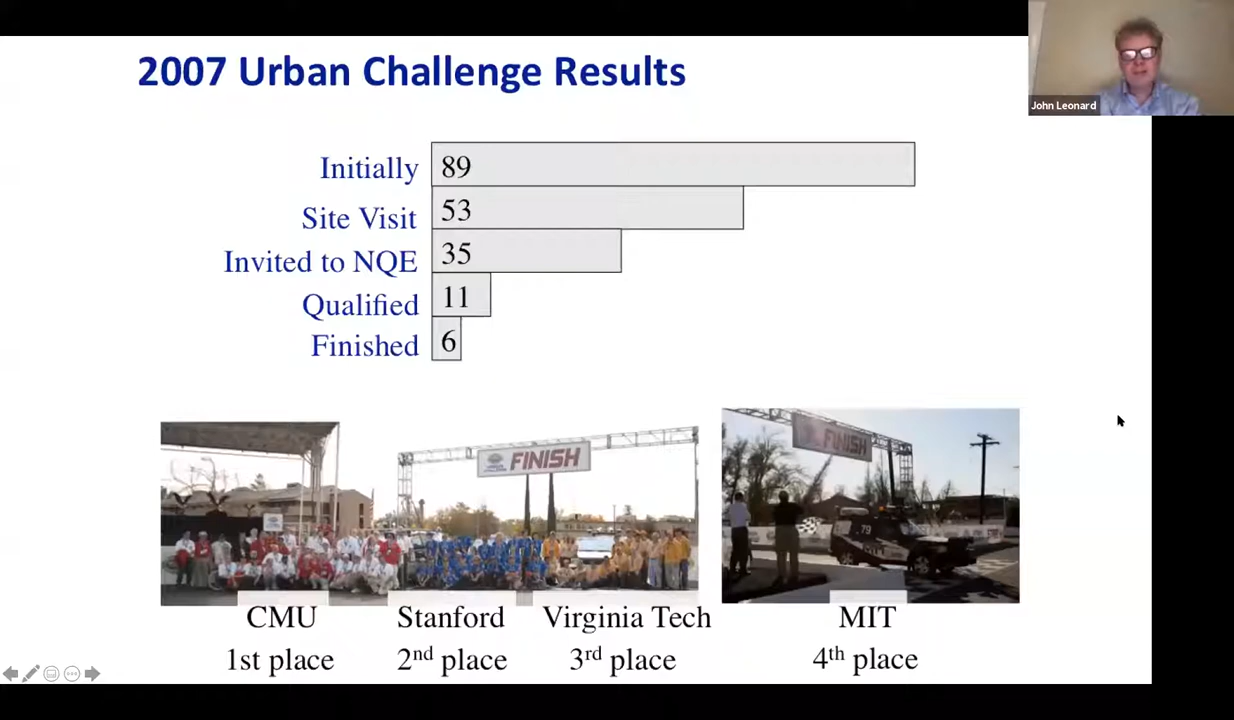 2007 Urban Challenge Results
John Leonard
Initially 89
Site Visit 53
Invited to NQE 35
Qualified 11
Finished 6
FINISH
FINISH
79
CMU Stanford Virginia Tech MIT
1st place 2nd place 3rd place 4th place